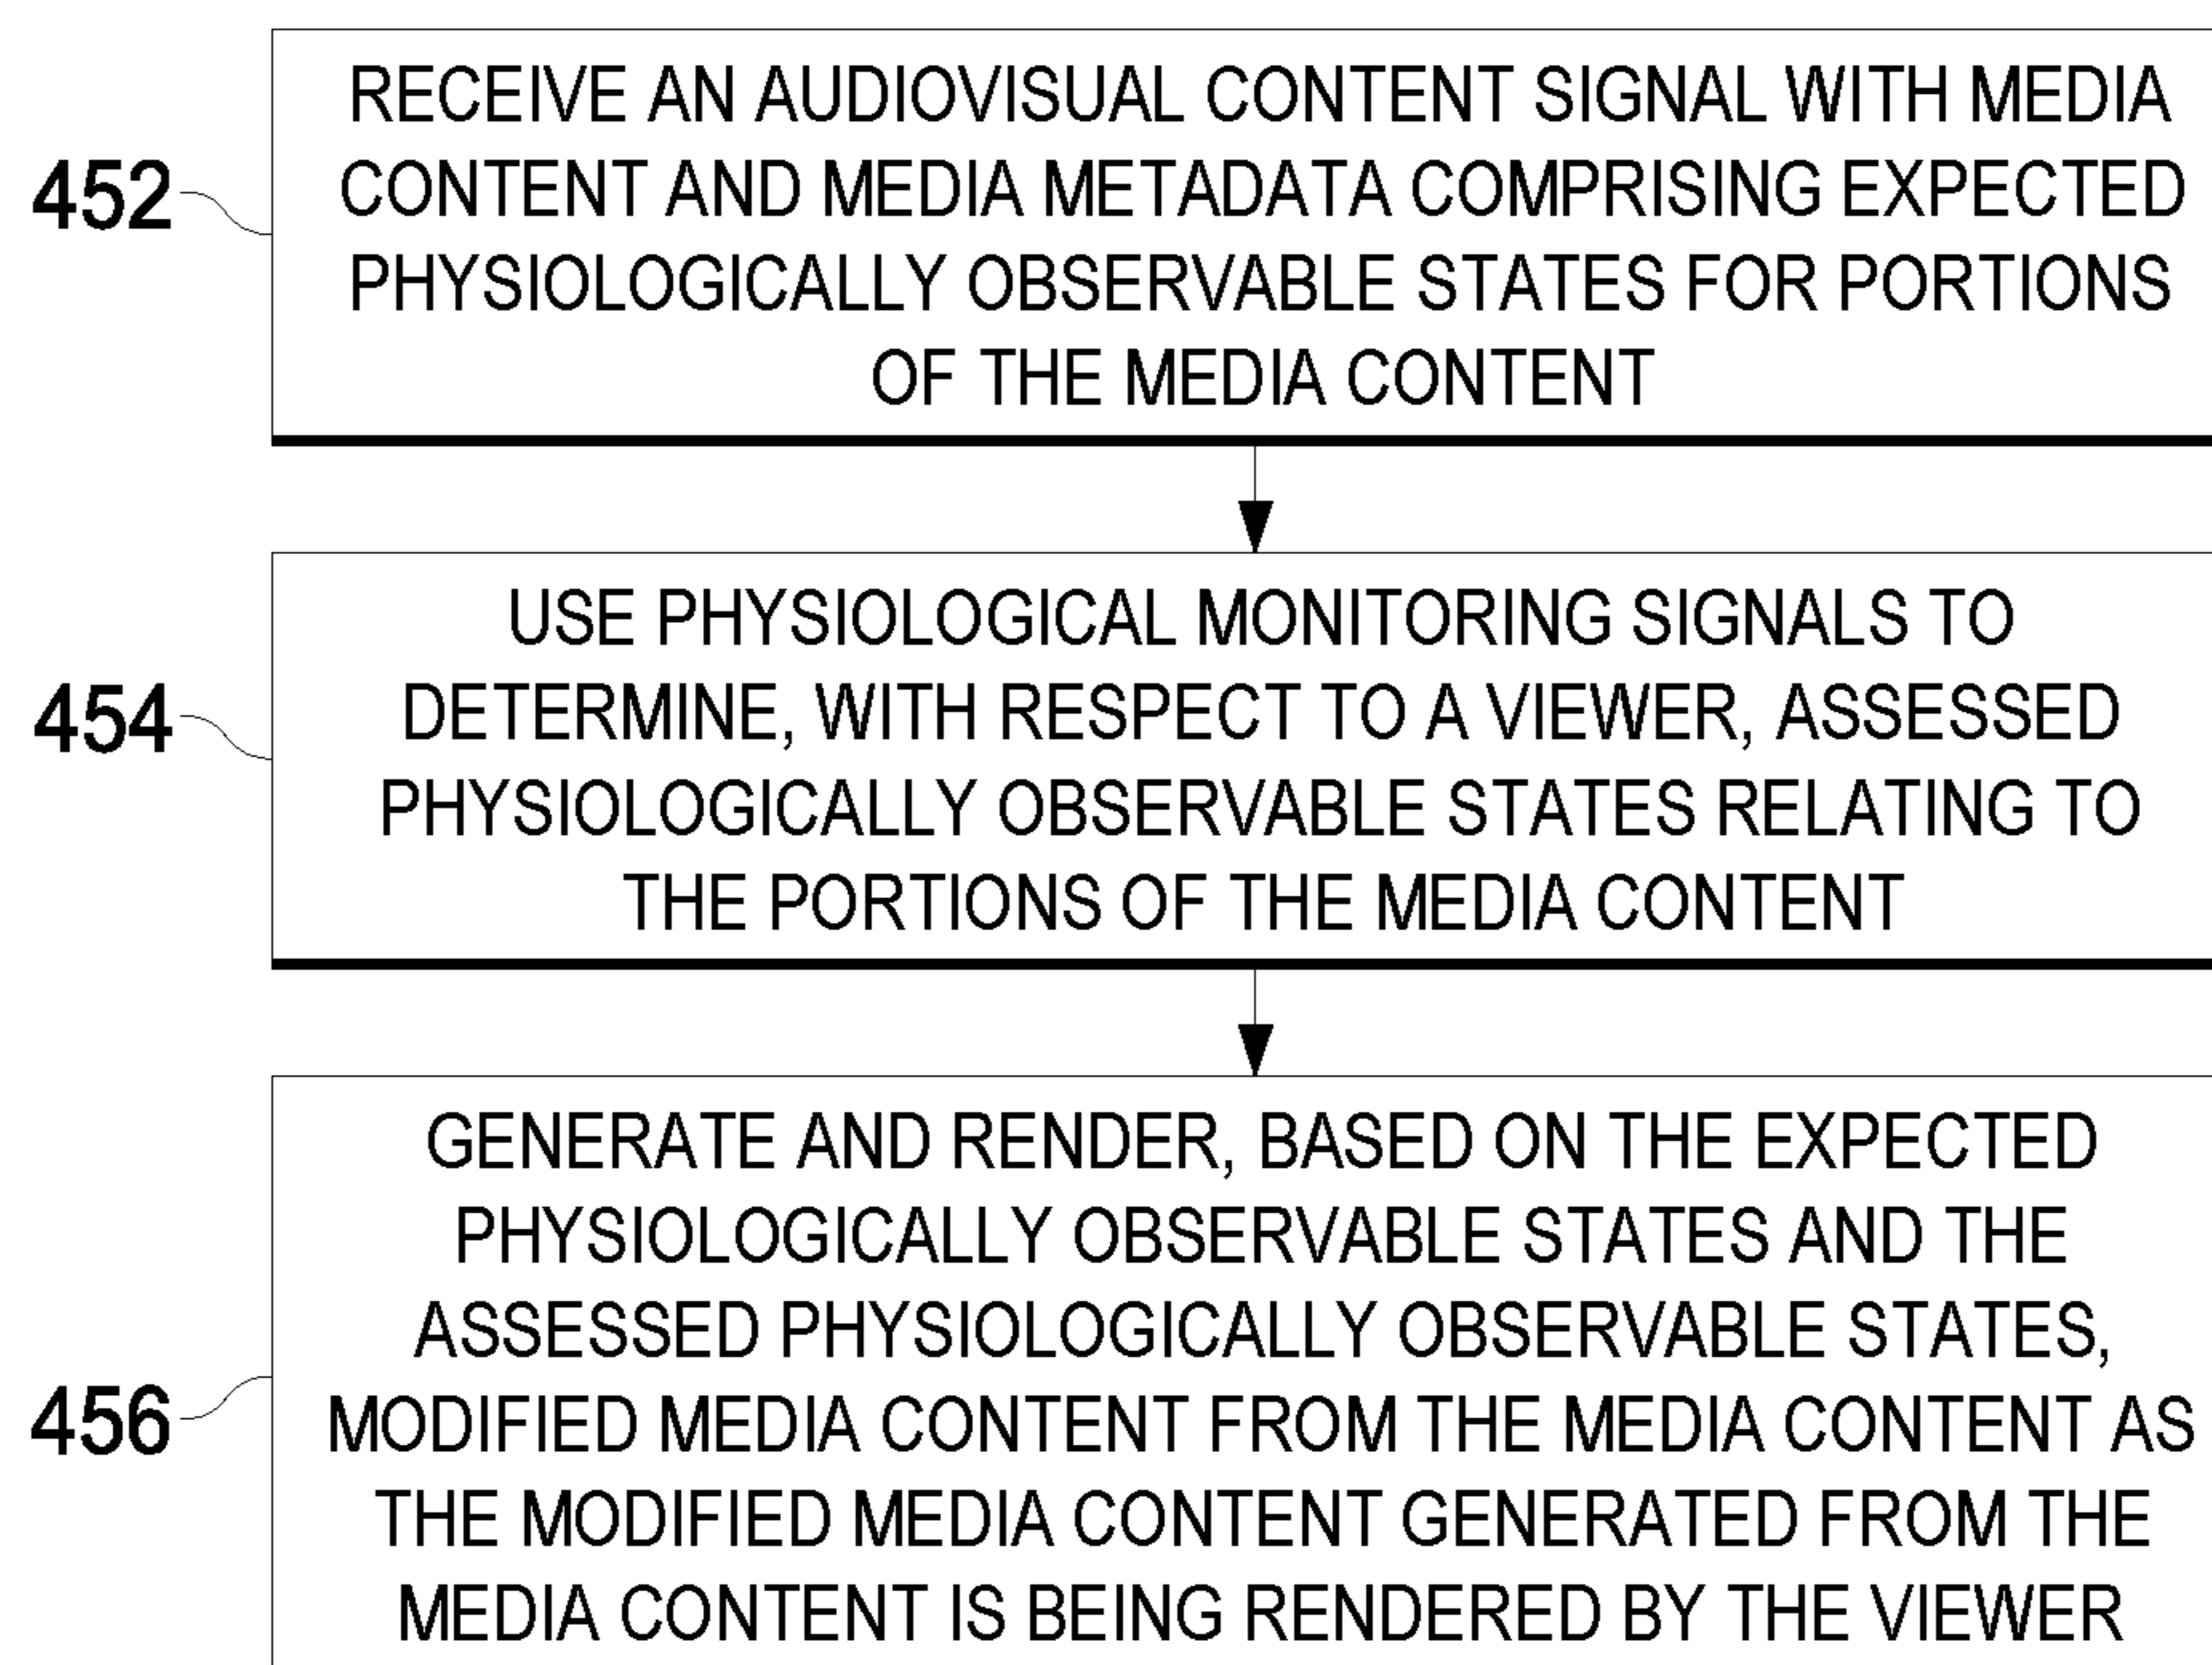 RECEIVE AN AUDIOVISUAL CONTENT SIGNAL WITH MEDIA
CONTENT AND MEDIA METADATA COMPRISING EXPECTED
PHYSIOLOGICALLY OBSERVABLE STATES FOR PORTIONS
OF THE MEDIA CONTENT
452
USE PHYSIOLOGICAL MONITORING SIGNALS TO
DETERMINE, WITH RESPECT TO A VIEWER, ASSESSED
PHYSIOLOGICALLY OBSERVABLE STATES RELATING TO
THE PORTIONS OF THE MEDIA CONTENT
454
GENERATE AND RENDER, BASED ON THE EXPECTED
PHYSIOLOGICALLY OBSERVABLE STATES AND THE
ASSESSED PHYSIOLOGICALLY OBSERVABLE STATES,
MODIFIED MEDIA CONTENT FROM THE MEDIA CONTENT AS
THE MODIFIED MEDIA CONTENT GENERATED FROM THE
MEDIA CONTENT IS BEING RENDERED BY THE VIEWER
456